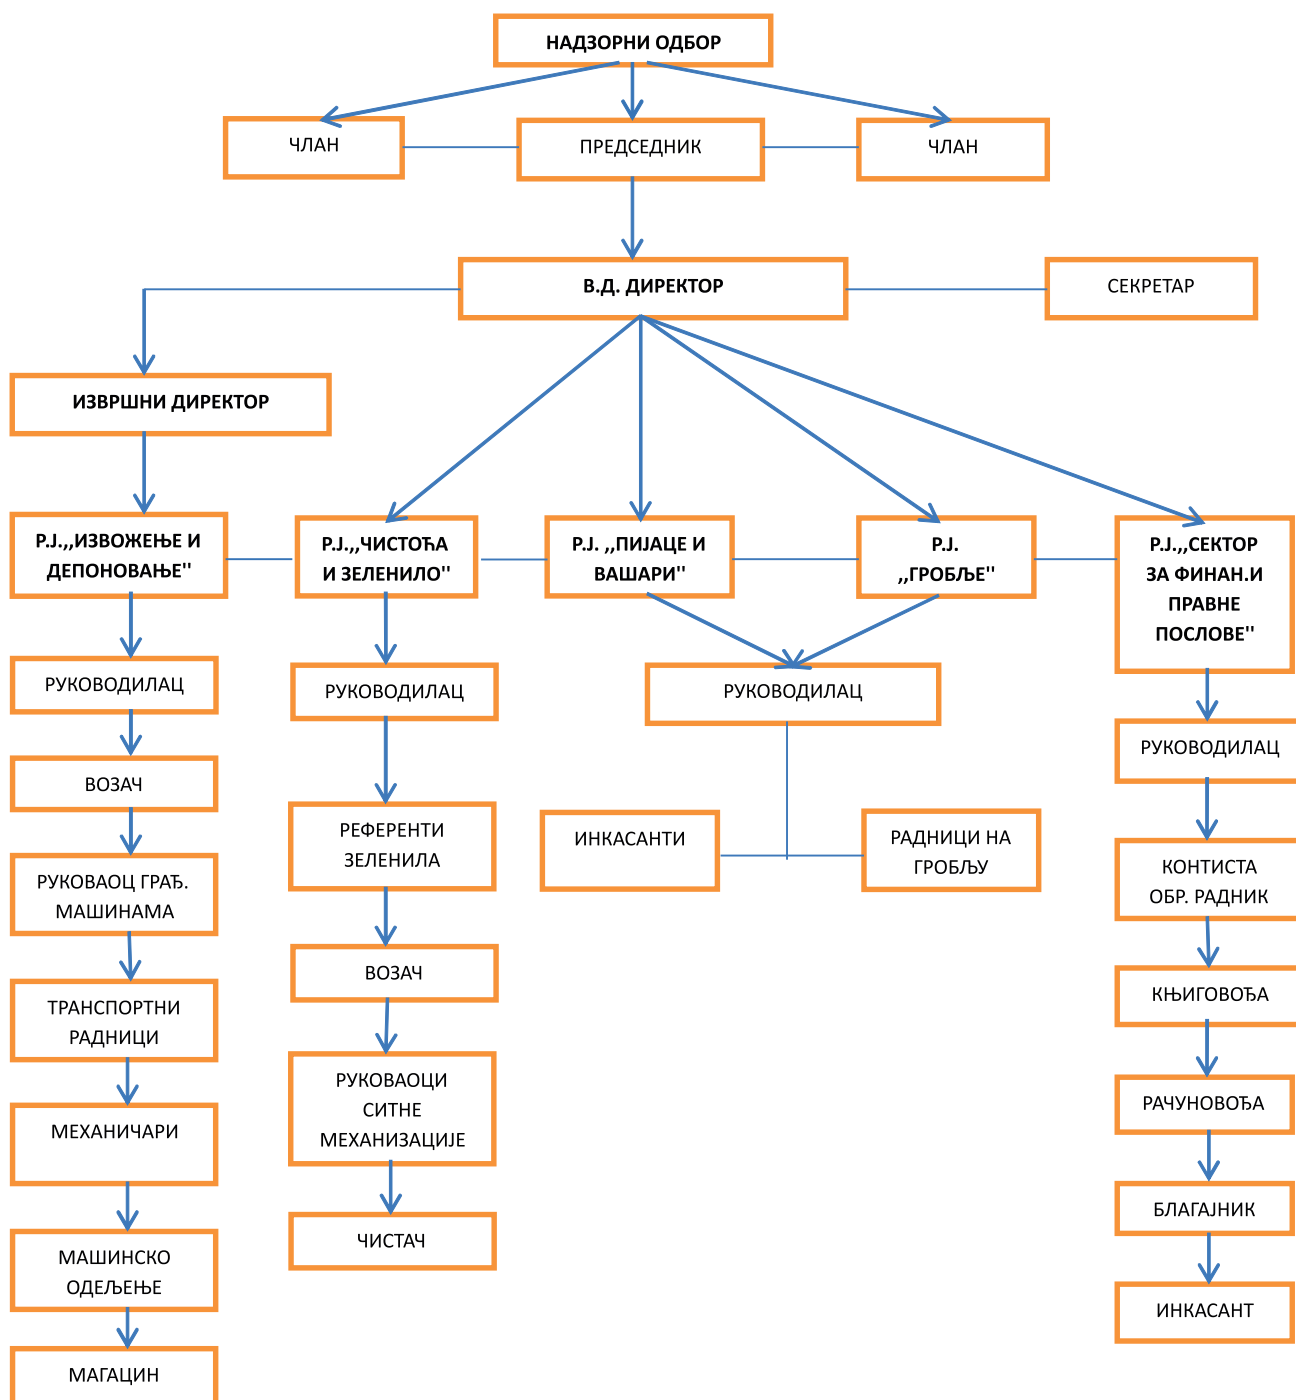 НАДЗОРНИ ОДБОР
ЧЛАН
ПРЕДСЕДНИК
ЧЛАН
В.Д. ДИРЕКТОР
СЕКРЕТАР
ИЗВРШНИ ДИРЕКТОР
Р.Ј.,,ИЗВОЖЕЊЕ И
ДЕПОНОВАЊЕ''
Р.Ј.,,ЧИСТОЋА
И ЗЕЛЕНИЛО''
Р.Ј. ,,ПИЈАЦЕ И
ВАШАРИ''
Р.Ј.
,,ГРОБЉЕ''
Р.Ј.,,СЕКТОР
ЗА ФИНАН.И
ПРАВНЕ
ПОСЛОВЕ''
РУКОВОДИЛАЦ
ВОЗАЧ
РУКОВАОЦ ГРАЂ.
МАШИНАМА
ТРАНСПОРТНИ
РАДНИЦИ
МЕХАНИЧАРИ
МАШИНСКО
ОДЕЉЕЊЕ
МАГАЦИН
РУКОВОДИЛАЦ
РЕФЕРЕНТИ
ЗЕЛЕНИЛА
ВОЗАЧ
РУКОВАОЦИ
СИТНЕ
МЕХАНИЗАЦИЈЕ
ЧИСТАЧ
РУКОВОДИЛАЦ
ИНКАСАНТИ
РАДНИЦИ НА
ГРОБЉУ
РУКОВОДИЛАЦ
КОНТИСТА
ОБР. РАДНИК
КЊИГОВОЂА
РАЧУНОВОЂА
БЛАГАЈНИК
ИНКАСАНТ